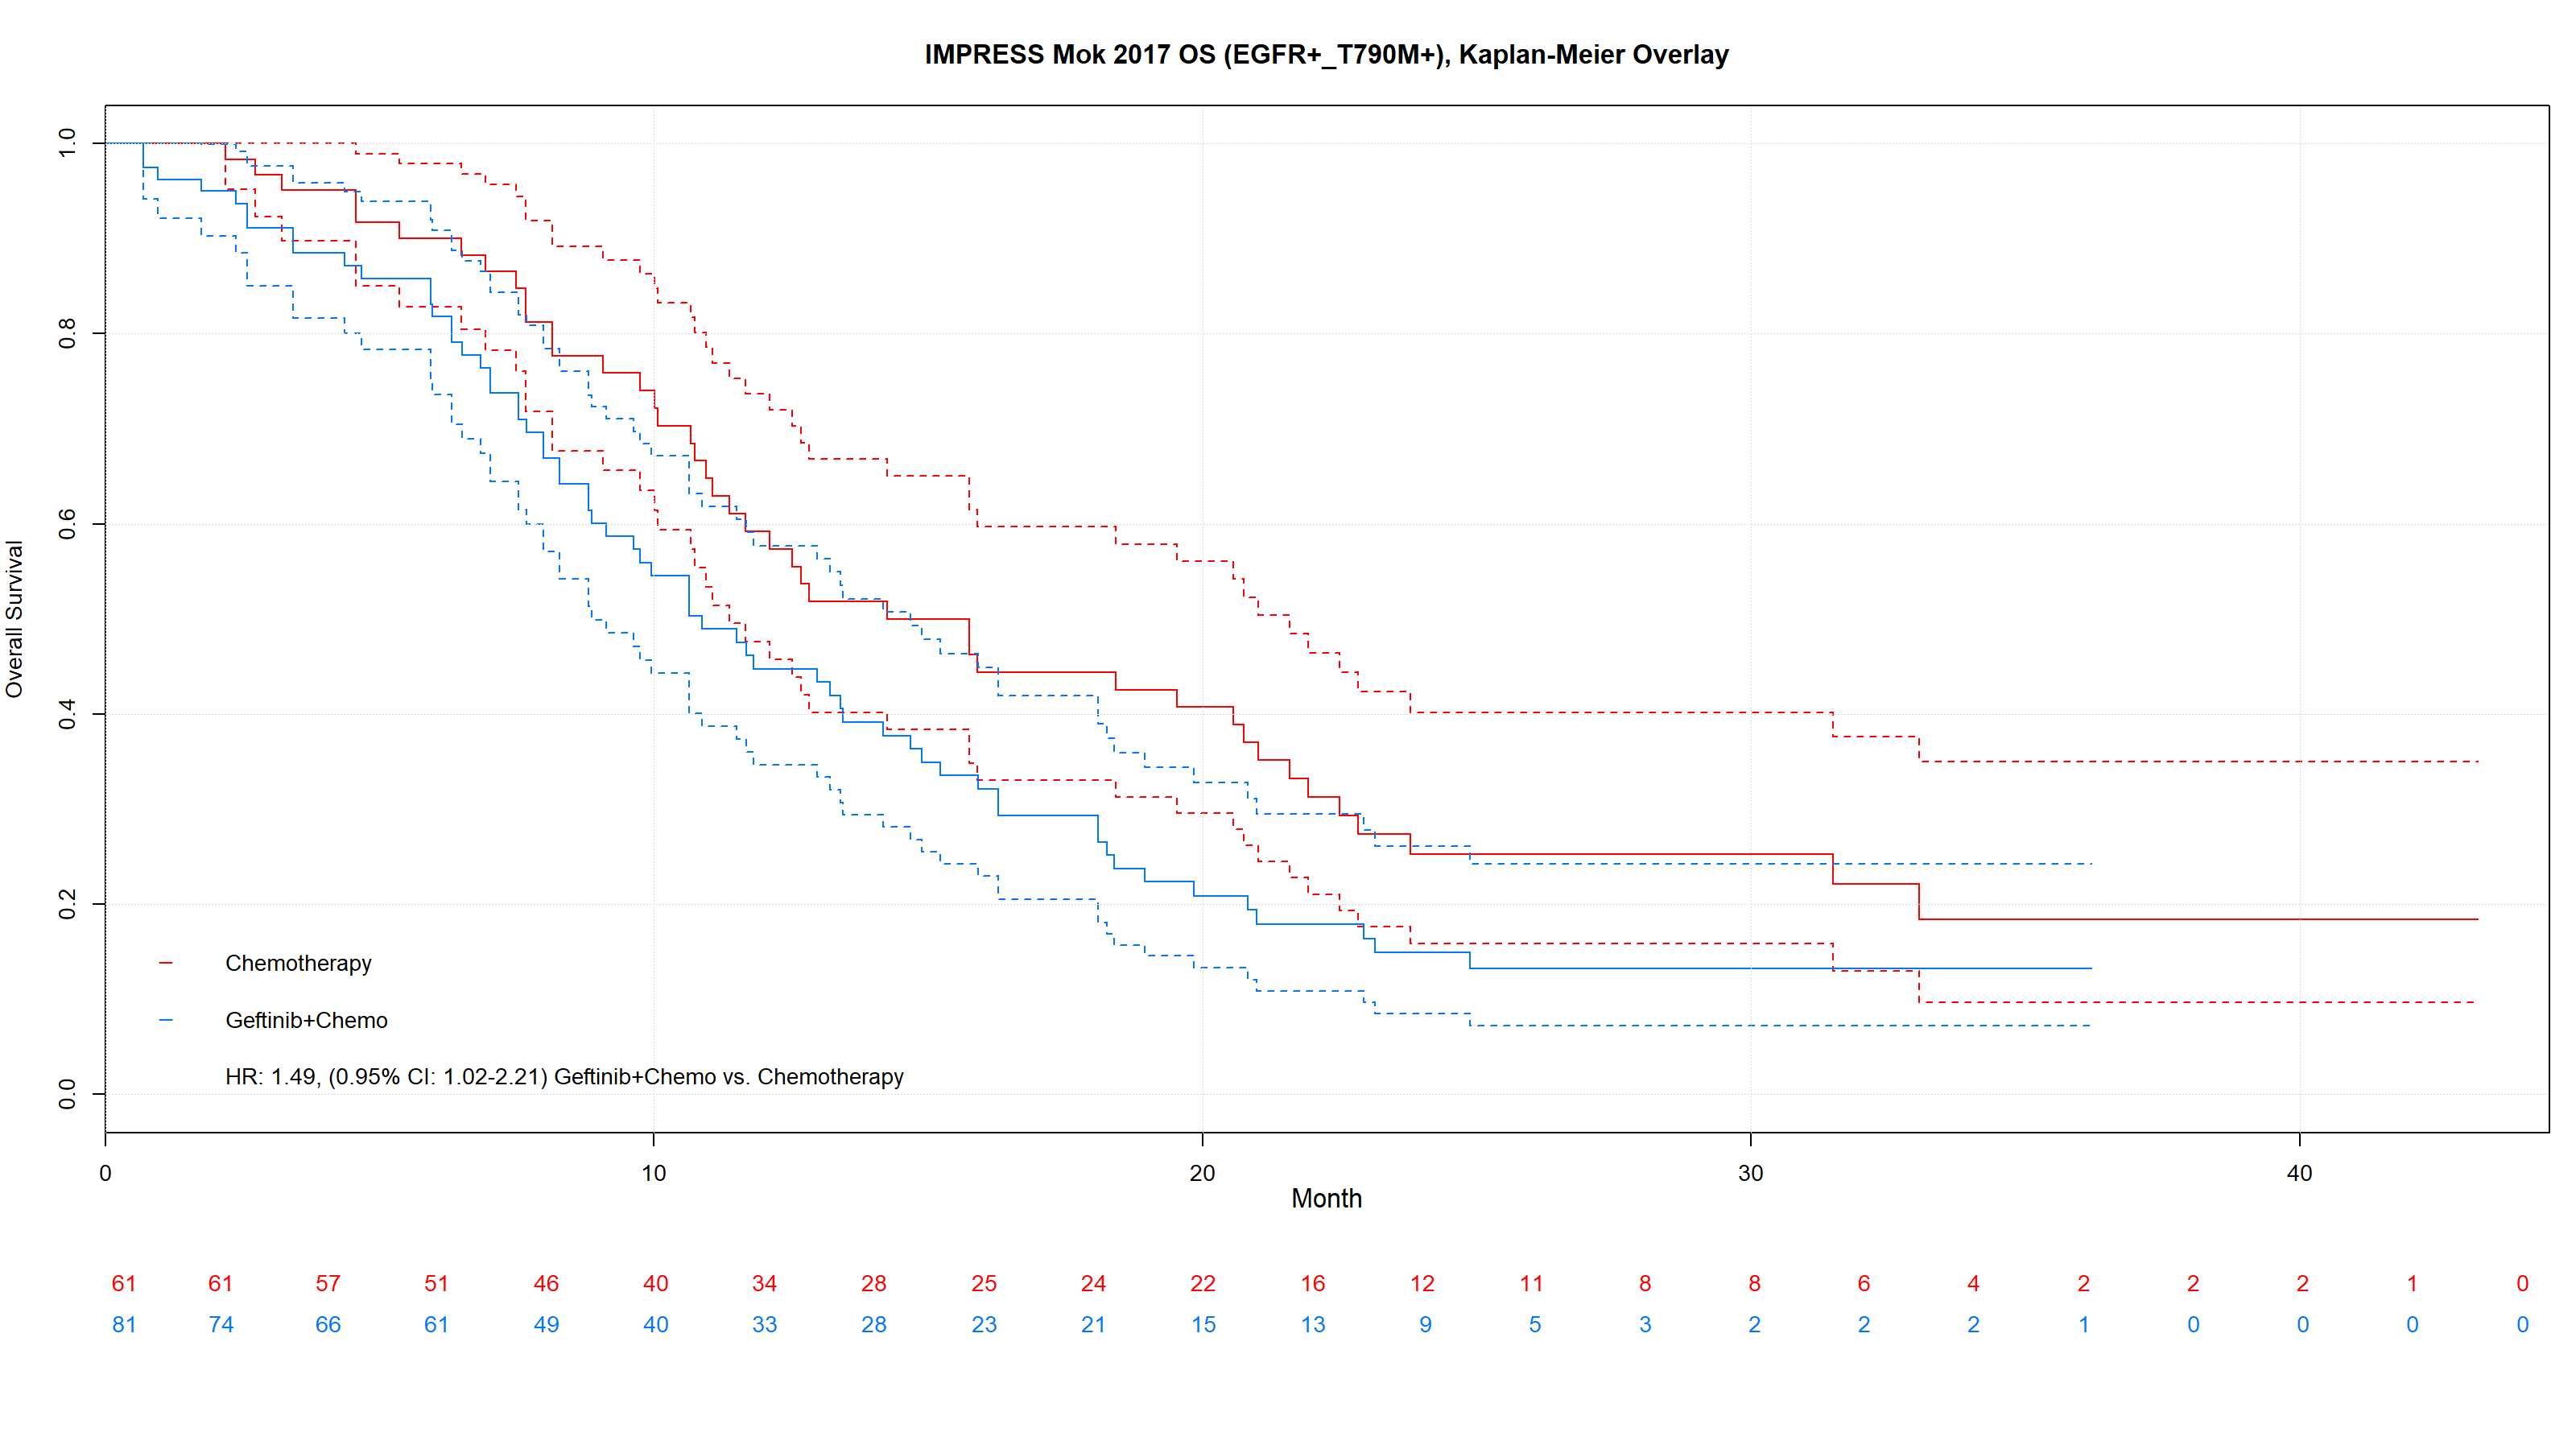 IMPRESS Mok 2017 OS (EGFR+_T790M+), Kaplan-Meier Overlay
Overall Survival
1.0
0.8
0.6
0.4
0.2
0.0
Chemotherapy
Geftinib+Chemo
HR: 1.49, (0.95% CI: 1.02-2.21) Geftinib+Chemo vs. Chemotherapy
0 10 20 30 40
Month
61 61 57 51 46 40 34 28 25 24 22 16 12 11 8 8 6 4 2 2 2 1 0
81 74 66 61 49 40 33 28 23 21 15 13 9 5 3 2 2 2 1 0 0 0 0